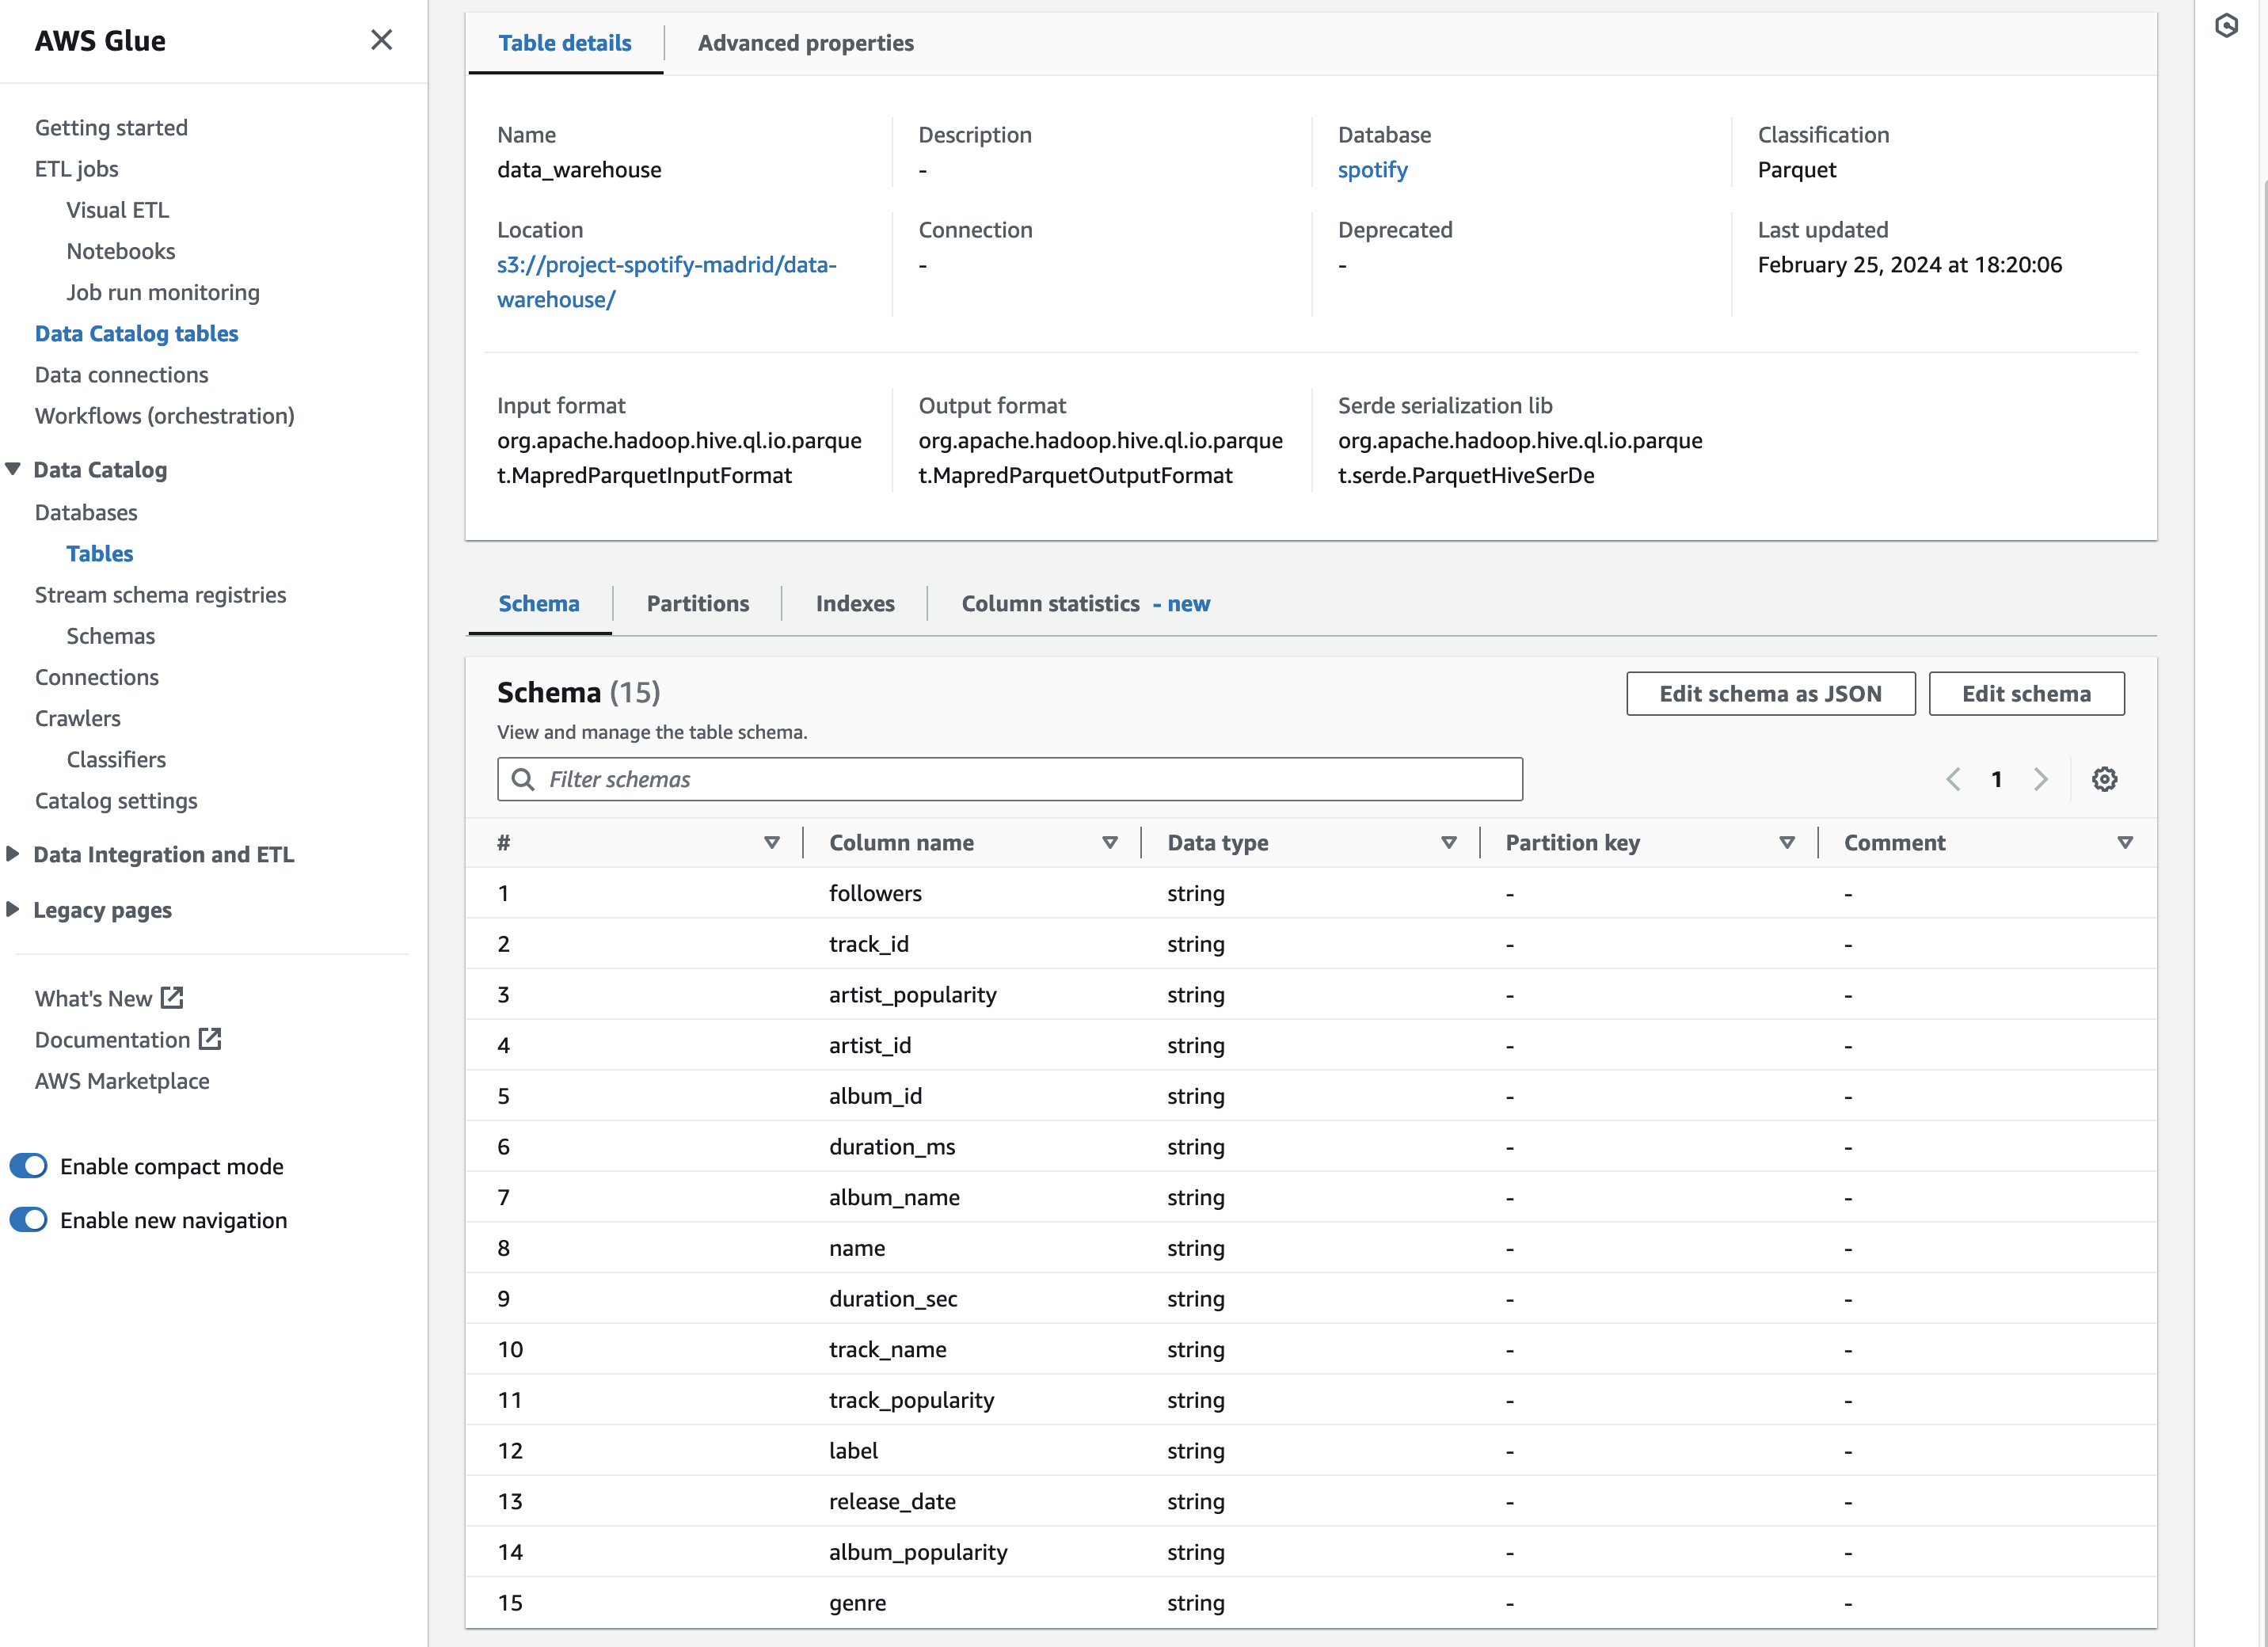 AWS Glue
Getting started
ETL jobs
Visual ETL
Notebooks
Job run monitoring
Data Catalog tables
Data connections
Workflows (orchestration)
Data Catalog
Databases
Tables
Stream schema registries
Schemas
Connections
Crawlers
Classifiers
Catalog settings
Data Integration and ETL
Legacy pages
What's New
Documentation
AWS Marketplace
Enable compact mode
Enable new navigation
Table details
Advanced properties
Name
data_warehouse
Description
-
Database
spotify
Classification
Parquet
Location
s3://project-spotify-madrid/data-
warehouse/
Connection
-
Deprecated
-
Last updated
February 25, 2024 at 18:20:06
Input format
org.apache.hadoop.hive.ql.io.parque
t.MapredParquetInputFormat
Output format
org.apache.hadoop.hive.ql.io.parque
t.MapredParquetOutputFormat
Serde serialization lib
org.apache.hadoop.hive.ql.io.parque
t.serde.ParquetHiveSerDe
Schema
Partitions
Indexes
Column statistics - new
Schema (15)
View and manage the table schema.
Edit schema as JSON
Edit schema
Filter schemas
1
# Column name Data type Partition key Comment
1 followers string - -
2 track_id string - -
3 artist_popularity string - -
4 artist_id string - -
5 album_id string - -
6 duration_ms string - -
7 album_name string - -
8 name string - -
9 duration_sec string - -
10 track_name string - -
11 track_popularity string - -
12 label string - -
13 release_date string - -
14 album_popularity string - -
15 genre string - -